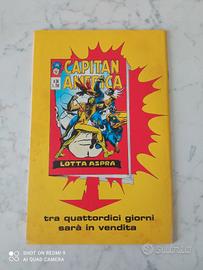 CAPITAN AMERICA
LOTTA ASPRA
tra quattordici giorni
sarà in vendita
SHOT ON REDMI 9
AI QUAD CAMERA